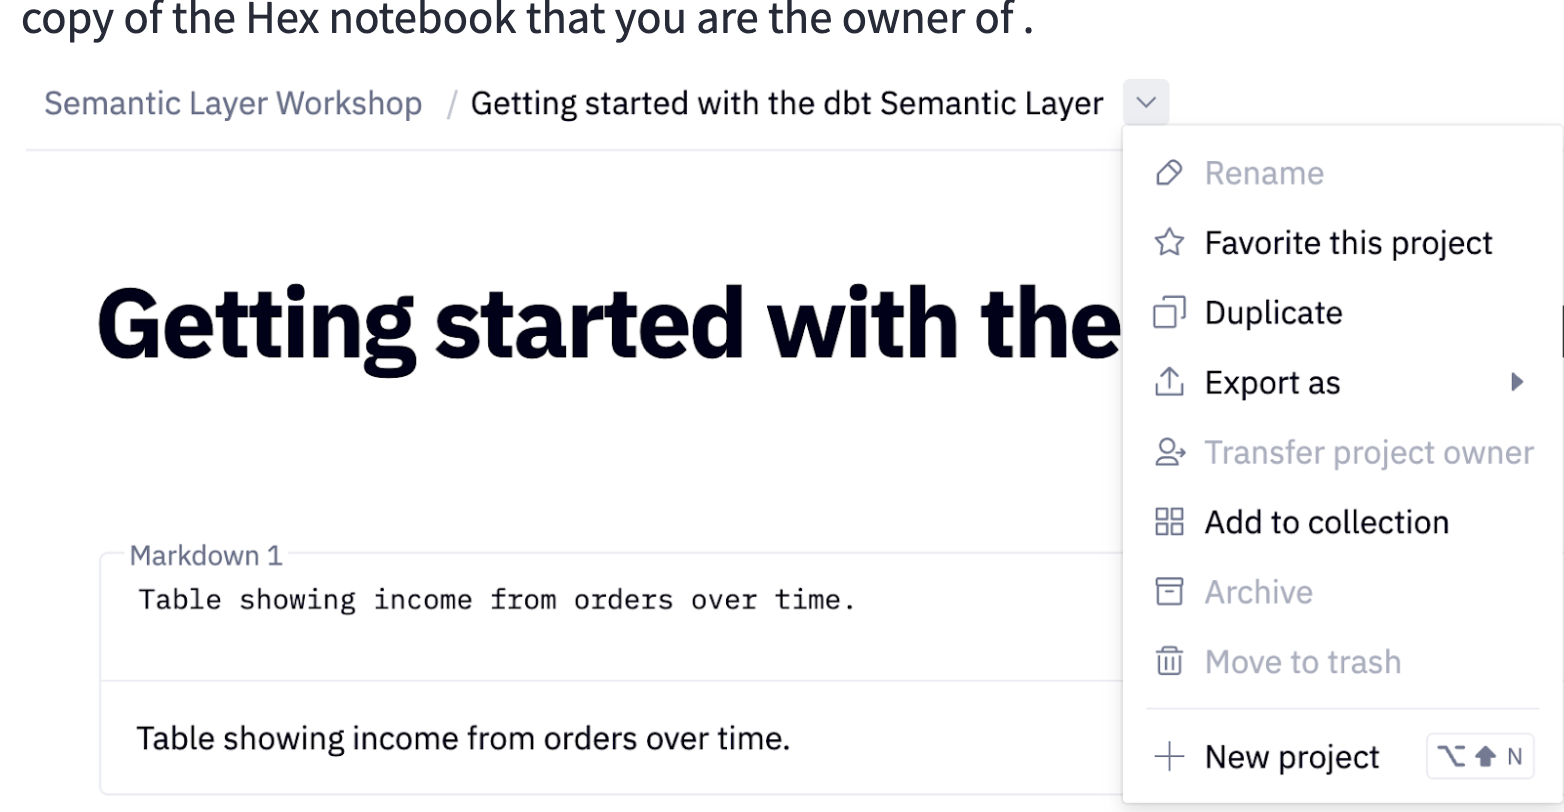 copy of the Hex notebook that you are the owner of .
Semantic Layer Workshop / Getting started with the dbt Semantic Layer
Rename
Favorite this project
Duplicate
Export as
Transfer project owner
Add to collection
Archive
Move to trash
New project ⌥ ⬆ N
Getting started with the
Markdown 1
Table showing income from orders over time.
Table showing income from orders over time.